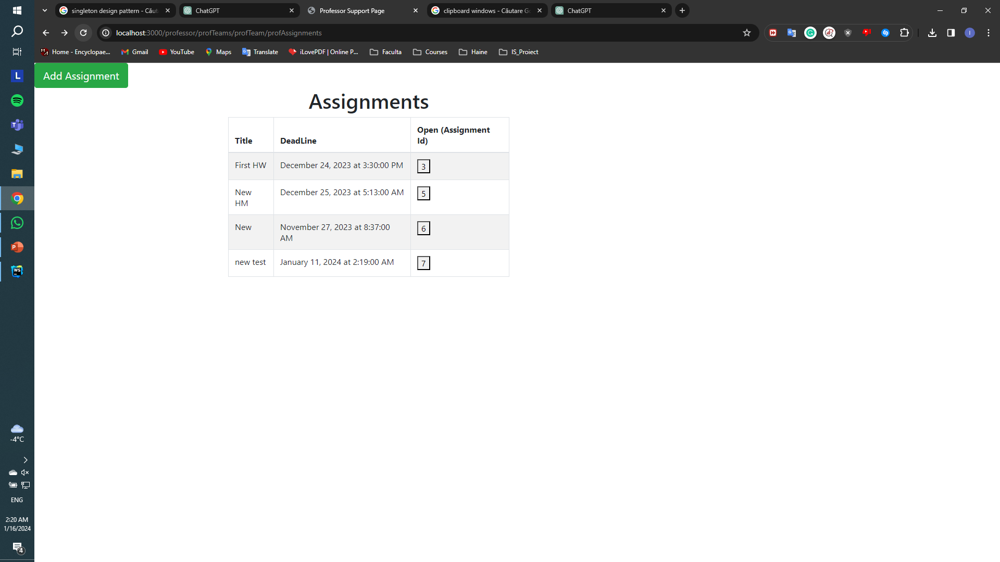 singleton design pattern - Căut
ChatGPT
Professor Support Page
clipboard windows - Căutare Go
ChatGPT
localhost:3000/professor/profTeams/profTeam/profAssignments
Home - Encyclopae...
Gmail
YouTube
Maps
Translate
iLovePDF | Online P...
Faculta
Courses
Haine
IS_Proiect
Add Assignment
Assignments
Title
DeadLine
Open (Assignment
Id)
First HW
December 24, 2023 at 3:30:00 PM
3
New
HM
December 25, 2023 at 5:13:00 AM
5
New
November 27, 2023 at 8:37:00
AM
6
new test
January 11, 2024 at 2:19:00 AM
7
L
T
P
WS
-4°C
ENG
2:20 AM
1/16/2024
4
I